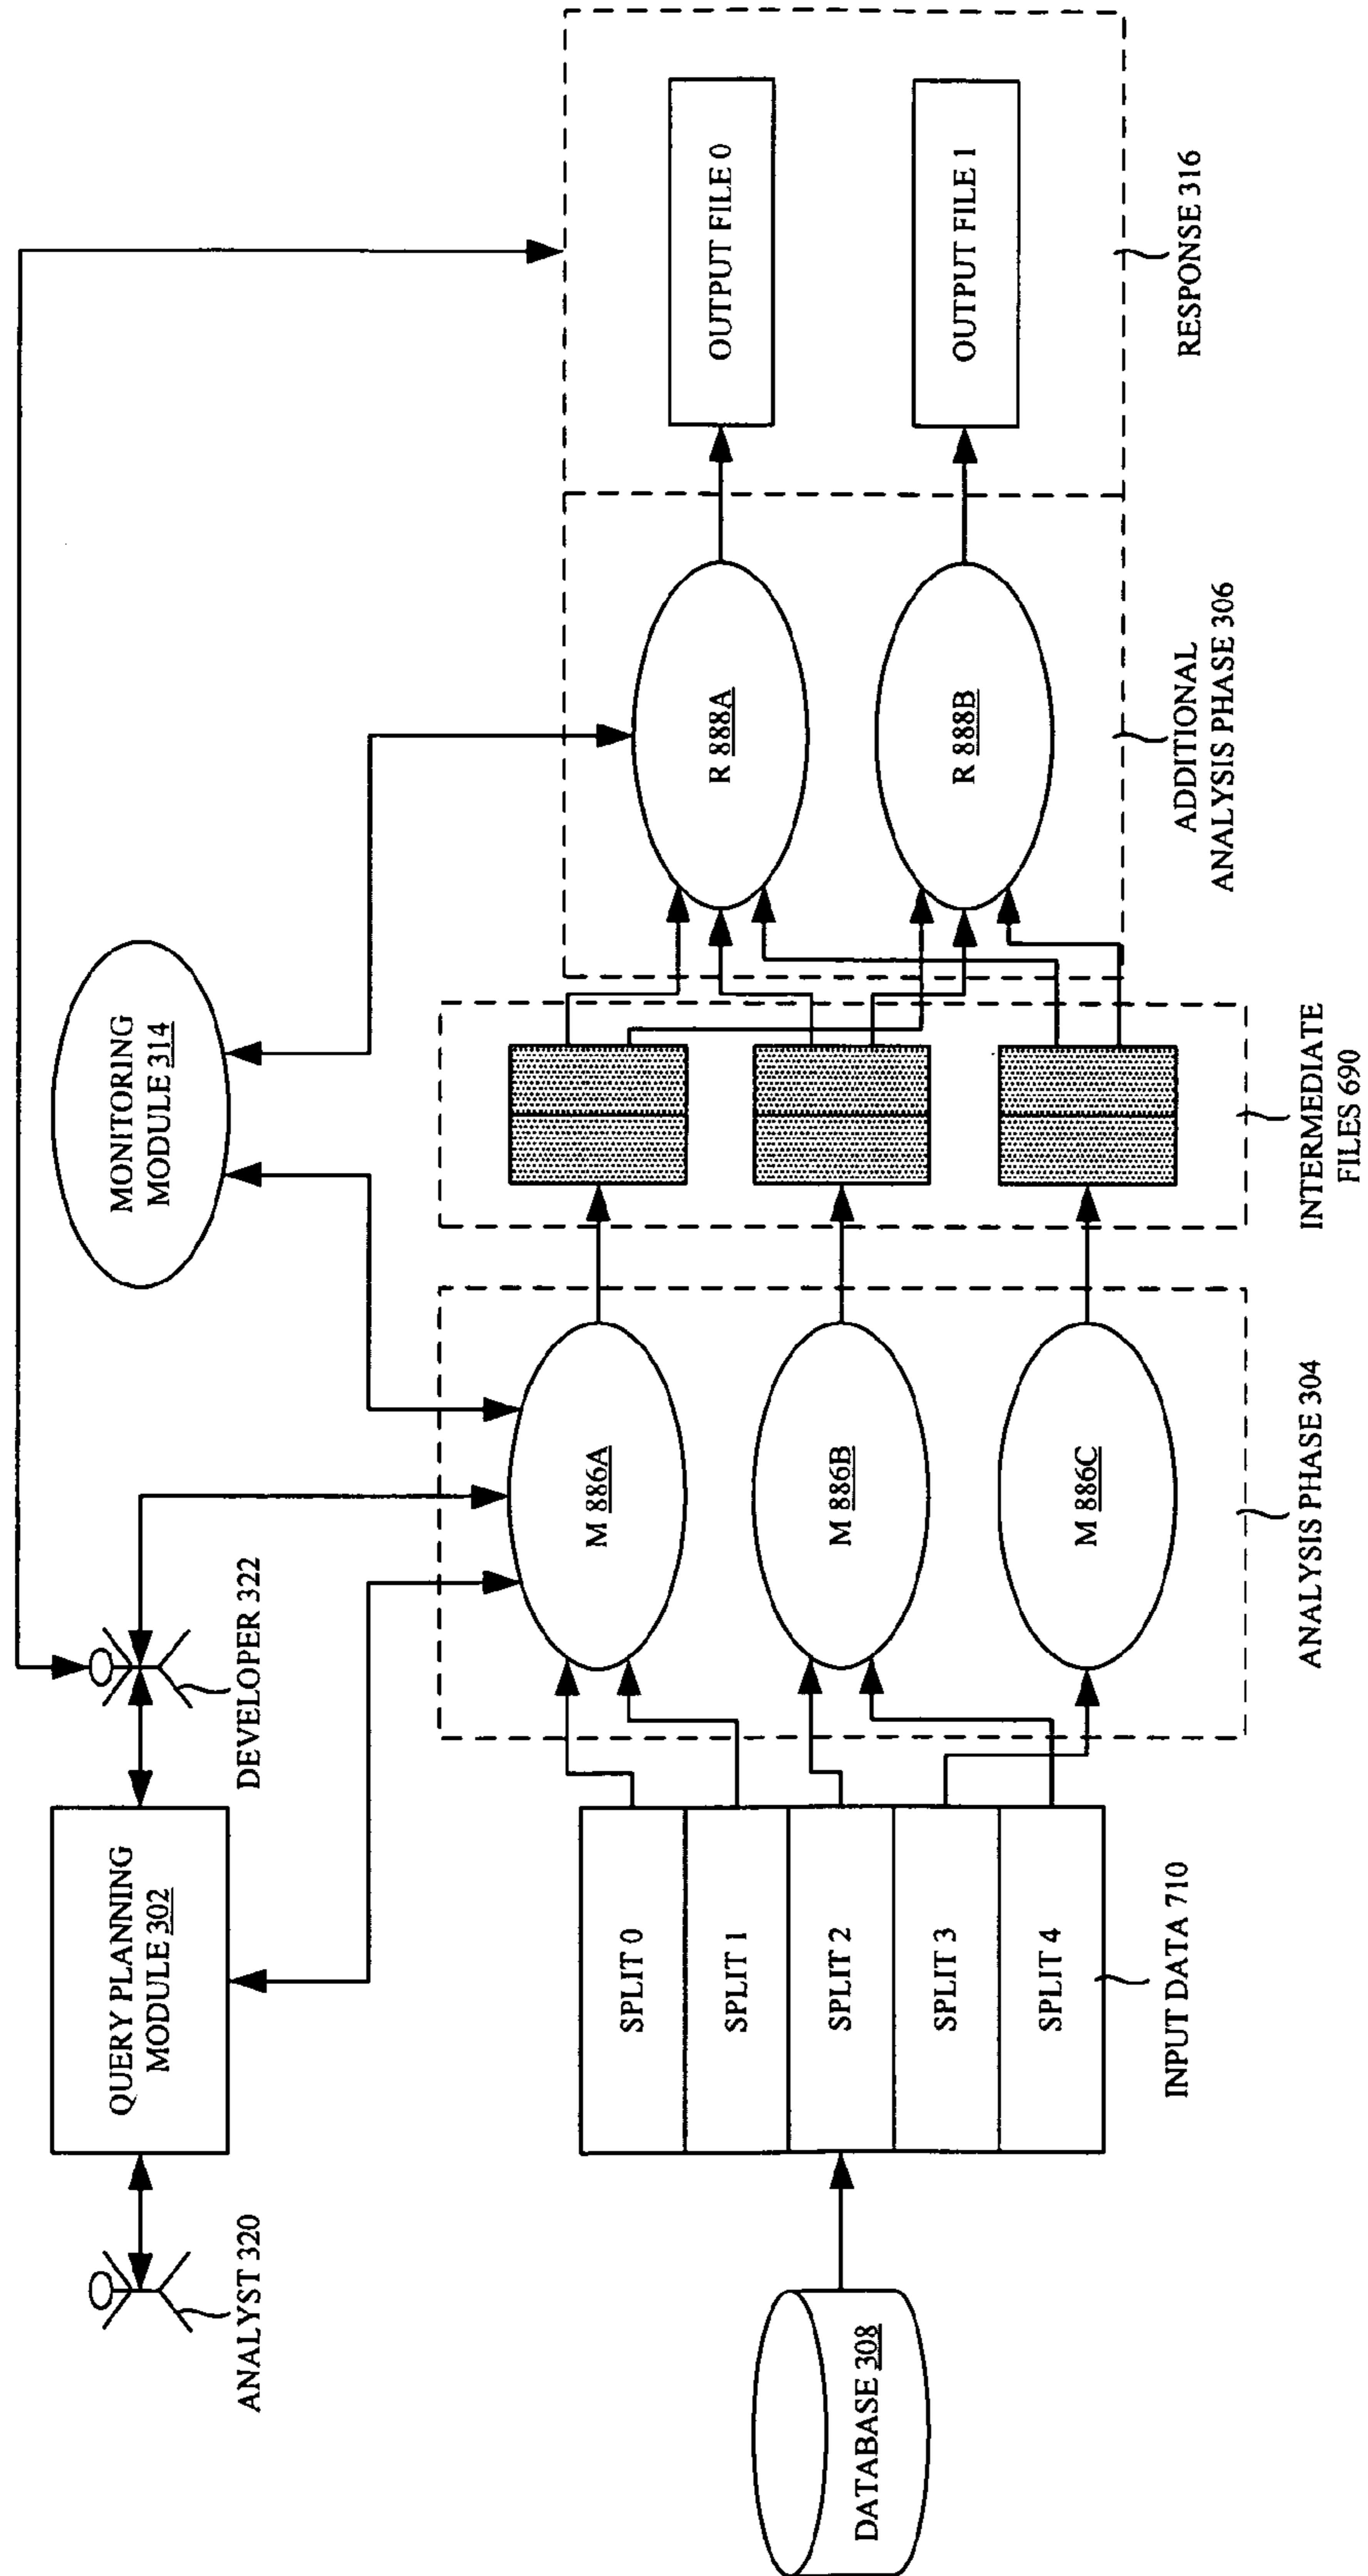 ANALYST 320
QUERY PLANNING
MODULE 302
DEVELOPER 322
MONITORING
MODULE 314
DATABASE 308
SPLIT 0
SPLIT 1
SPLIT 2
SPLIT 3
SPLIT 4
INPUT DATA 710
M 886A
M 886B
M 886C
ANALYSIS PHASE 304
INTERMEDIATE
FILES 690
R 888A
R 888B
ADDITIONAL
ANALYSIS PHASE 306
OUTPUT FILE 0
OUTPUT FILE 1
RESPONSE 316